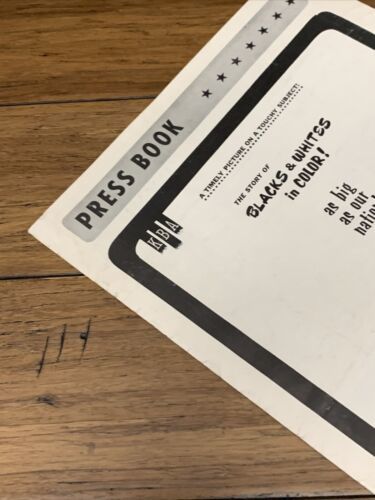 PRESS BOOK
A TIMELY PICTURE ON A TOUCHY SUBJECT!
THE STORY OF
BLACKS & WHITES
in COLOR!
as big
as our
KBA